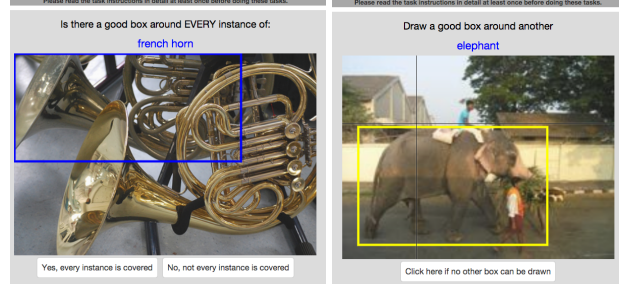 Please read the task instructions in detail at least once before doing these tasks.
Is there a good box around EVERY instance of:
french horn
Yes, every instance is covered
No, not every instance is covered
Please read the task instructions in detail at least once before doing these tasks.
Draw a good box around another
elephant
Click here if no other box can be drawn